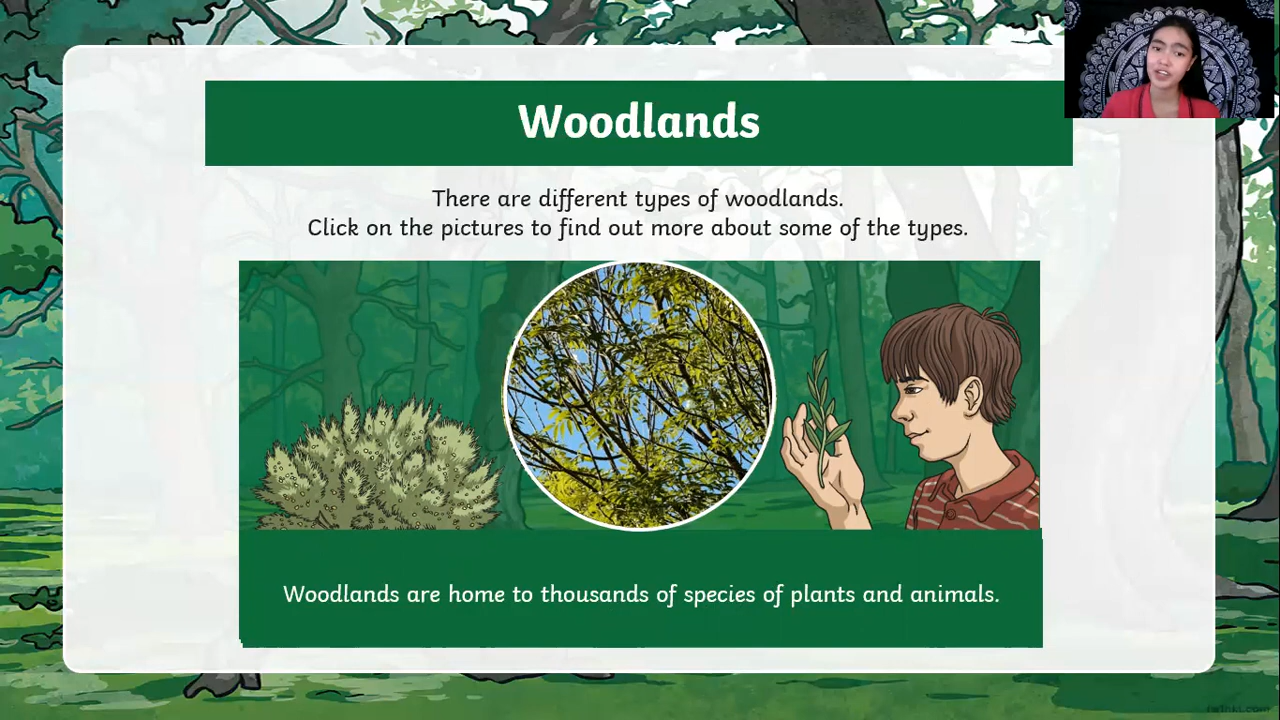 Woodlands
There are different types of woodlands.
Click on the pictures to find out more about some of the types.
Woodlands are home to thousands of species of plants and animals.